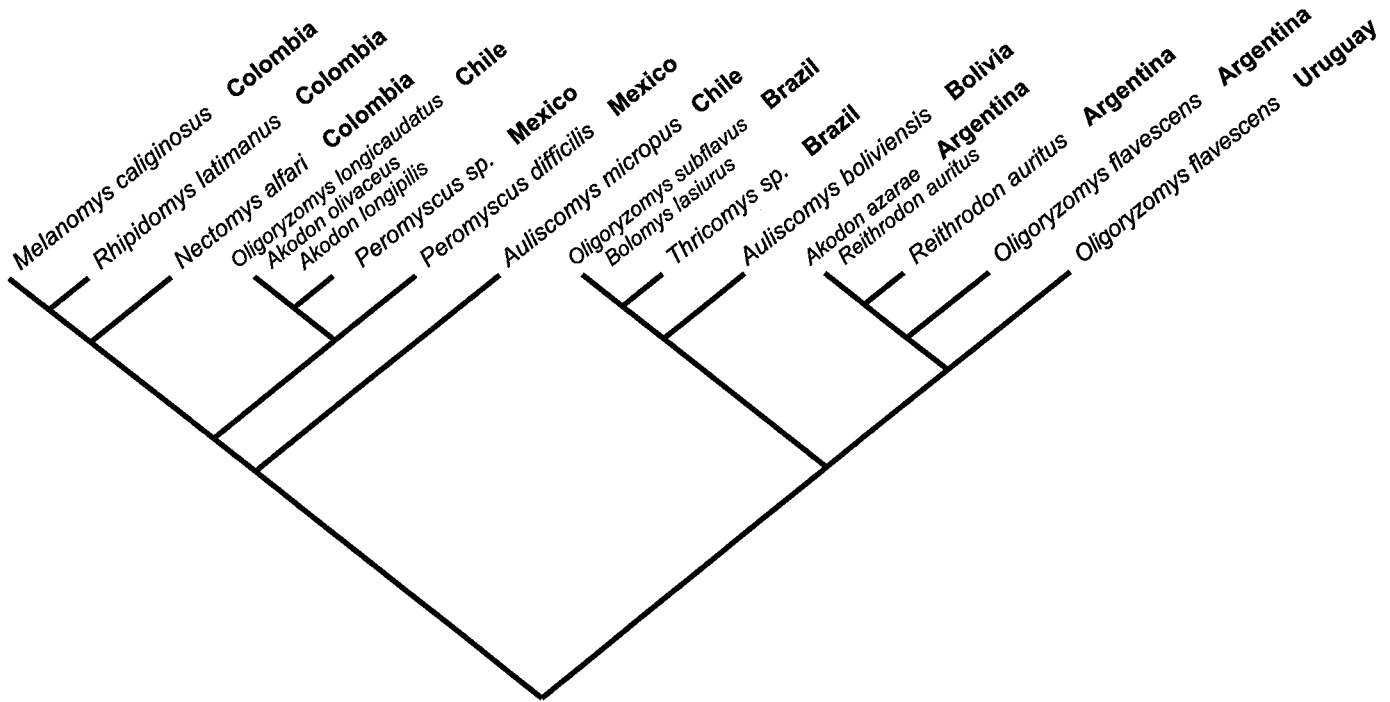 Melanomys caliginosus Colombia
Rhipidomys latimanus Colombia
Nectomys alfari Colombia
Oligoryzomys longicaudatus Chile
Akodon olivaceus
Akodon longipilis
Peromyscus sp. Mexico
Peromyscus difficilis Mexico
Auliscomys micropus Chile
Oligoryzomys subflavus Brazil
Bolomys lasiurus
Thricomys sp. Brazil
Auliscomys boliviensis Bolivia
Akodon azarae Argentina
Reithrodon auritus
Reithrodon auritus Argentina
Oligoryzomys flavescens Argentina
Oligoryzomys flavescens Uruguay